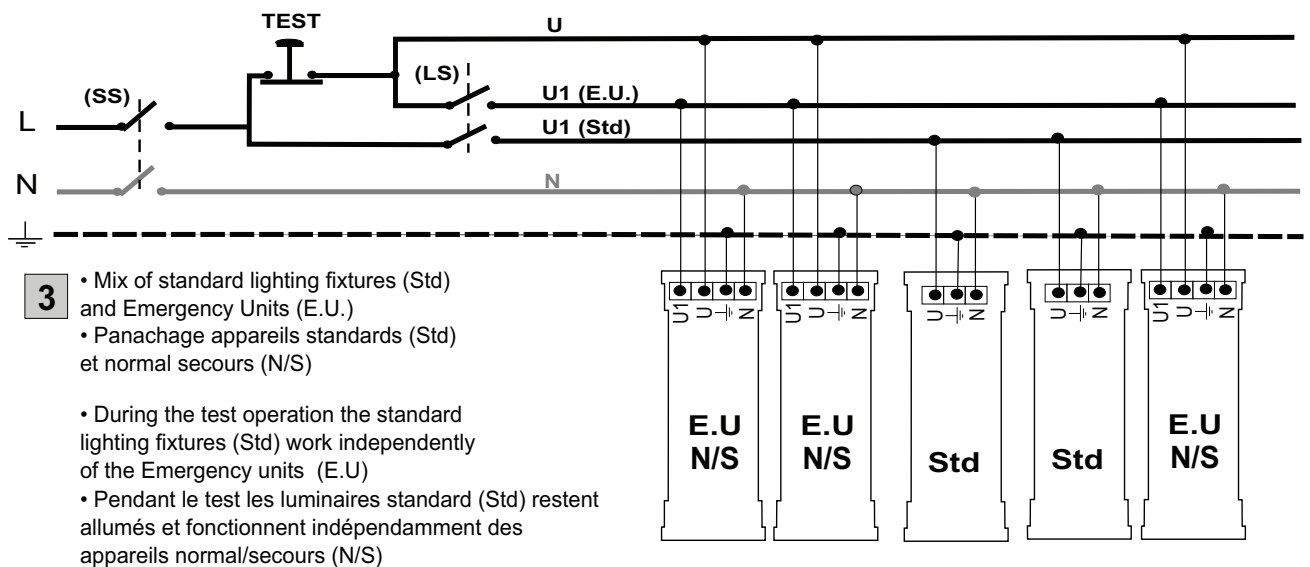 TEST
U
(LS)
(SS)
U1 (E.U.)
L
U1 (Std)
N
N
3
• Mix of standard lighting fixtures (Std)
and Emergency Units (E.U.)
• Panachage appareils standards (Std)
et normal secours (N/S)
• During the test operation the standard
lighting fixtures (Std) work independently
of the Emergency units (E.U)
• Pendant le test les luminaires standard (Std) restent
allumés et fonctionnent indépendamment des
appareils normal/secours (N/S)
U1 U N
E.U
N/S
U1 U N
E.U
N/S
U N
Std
U N
Std
U1 U N
E.U
N/S